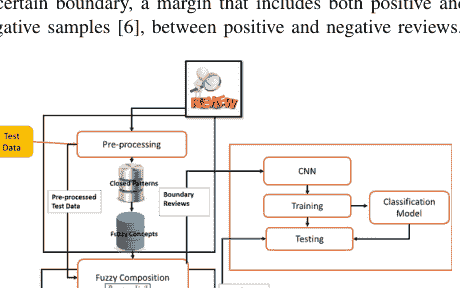 certain boundary, a margin that includes both positive and
gative samples [6], between positive and negative reviews.
REVIEW
Test
Data
Pre-processing
Closed Patterns
Pre-processed
Test Data
Boundary
Reviews
Fuzzy Concepts
Fuzzy Composition
CNN
Training
Testing
Classification
Model